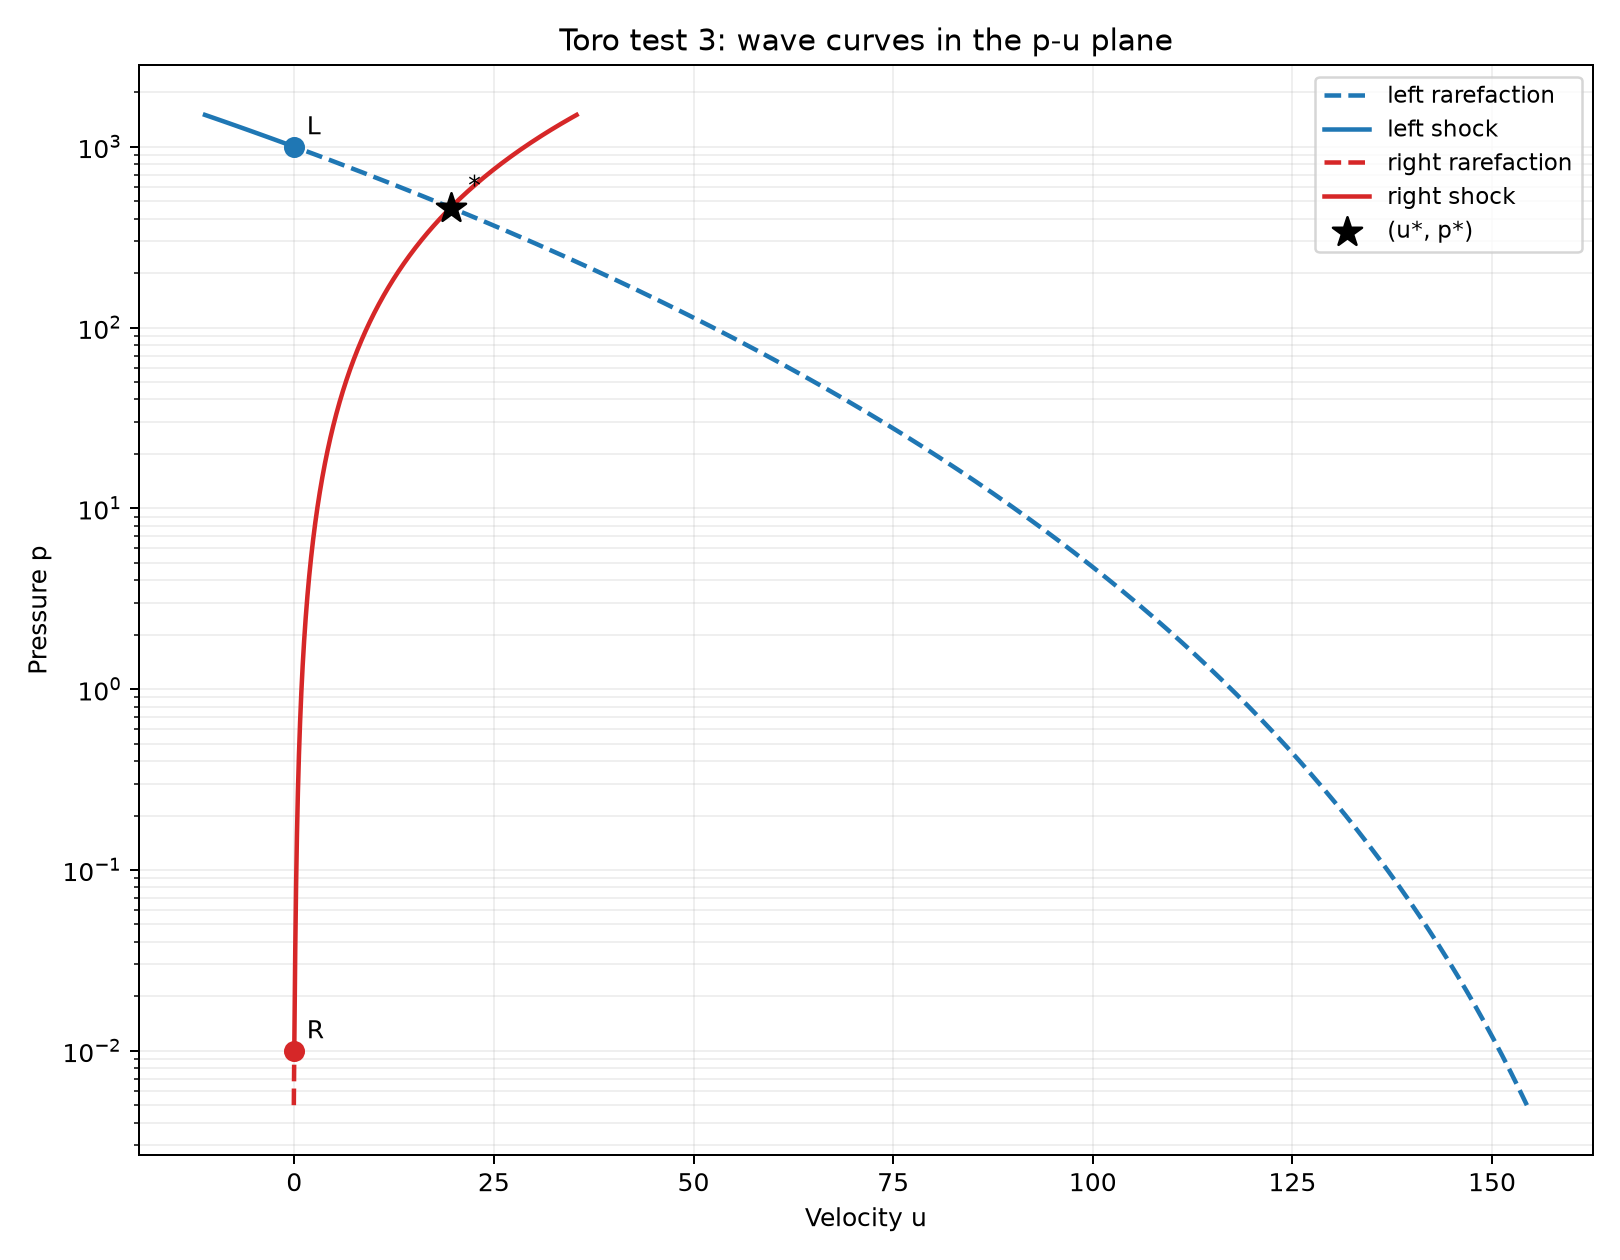 Toro test 3: wave curves in the p-u plane
left rarefaction
left shock
right rarefaction
right shock
(u*, p*)
L
*
R
10³
10²
10¹
10⁰
10⁻¹
10⁻²
Pressure p
0 25 50 75 100 125 150
Velocity u